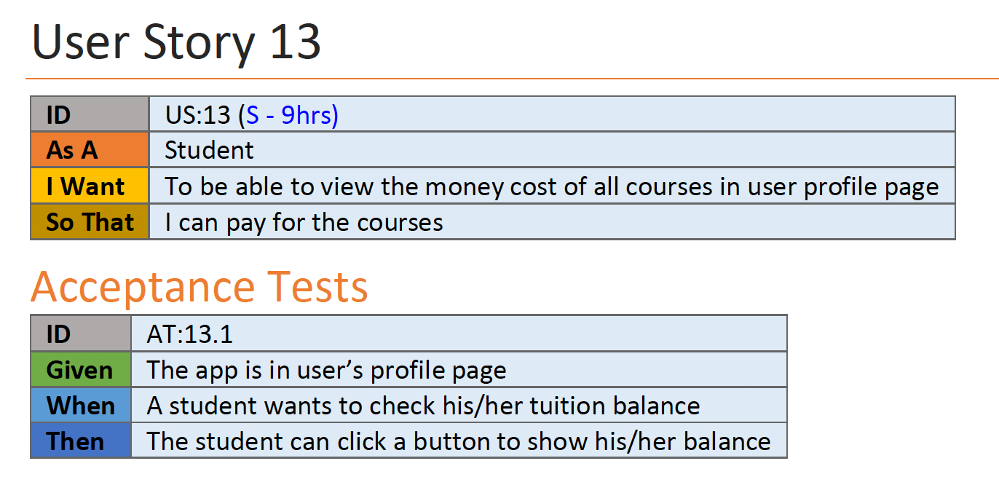 User Story 13
ID US:13 (S - 9hrs)
As A Student
I Want To be able to view the money cost of all courses in user profile page
So That I can pay for the courses
Acceptance Tests
ID AT:13.1
Given The app is in user’s profile page
When A student wants to check his/her tuition balance
Then The student can click a button to show his/her balance